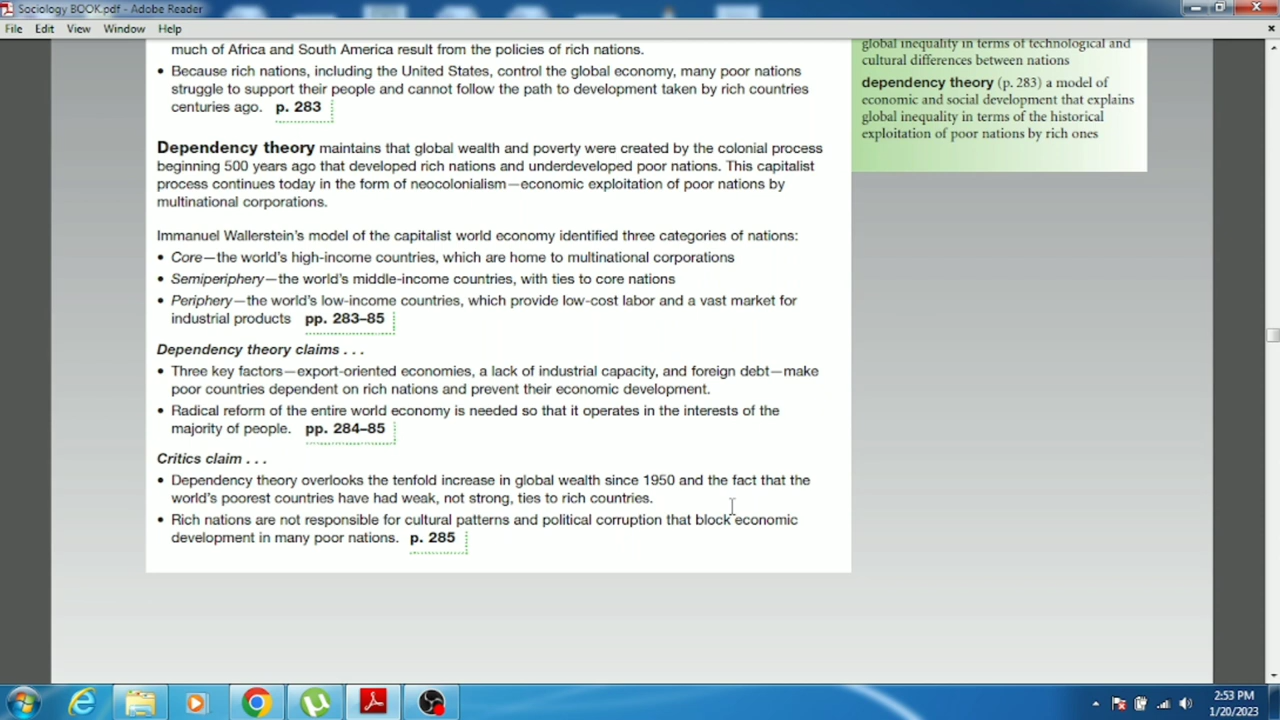 Sociology BOOK.pdf - Adobe Reader
File Edit View Window Help
much of Africa and South America result from the policies of rich nations.
• Because rich nations, including the United States, control the global economy, many poor nations
struggle to support their people and cannot follow the path to development taken by rich countries
centuries ago. p. 283
Dependency theory maintains that global wealth and poverty were created by the colonial process
beginning 500 years ago that developed rich nations and underdeveloped poor nations. This capitalist
process continues today in the form of neocolonialism—economic exploitation of poor nations by
multinational corporations.
Immanuel Wallerstein's model of the capitalist world economy identified three categories of nations:
• Core—the world's high-income countries, which are home to multinational corporations
• Semiperiphery—the world's middle-income countries, with ties to core nations
• Periphery—the world's low-income countries, which provide low-cost labor and a vast market for
industrial products pp. 283–85
Dependency theory claims . . .
• Three key factors—export-oriented economies, a lack of industrial capacity, and foreign debt—make
poor countries dependent on rich nations and prevent their economic development.
• Radical reform of the entire world economy is needed so that it operates in the interests of the
majority of people. pp. 284–85
Critics claim . . .
• Dependency theory overlooks the tenfold increase in global wealth since 1950 and the fact that the
world's poorest countries have had weak, not strong, ties to rich countries.
• Rich nations are not responsible for cultural patterns and political corruption that block economic
development in many poor nations. p. 285
global inequality in terms of technological and
cultural differences between nations
dependency theory (p. 283) a model of
economic and social development that explains
global inequality in terms of the historical
exploitation of poor nations by rich ones
2:53 PM
1/20/2023